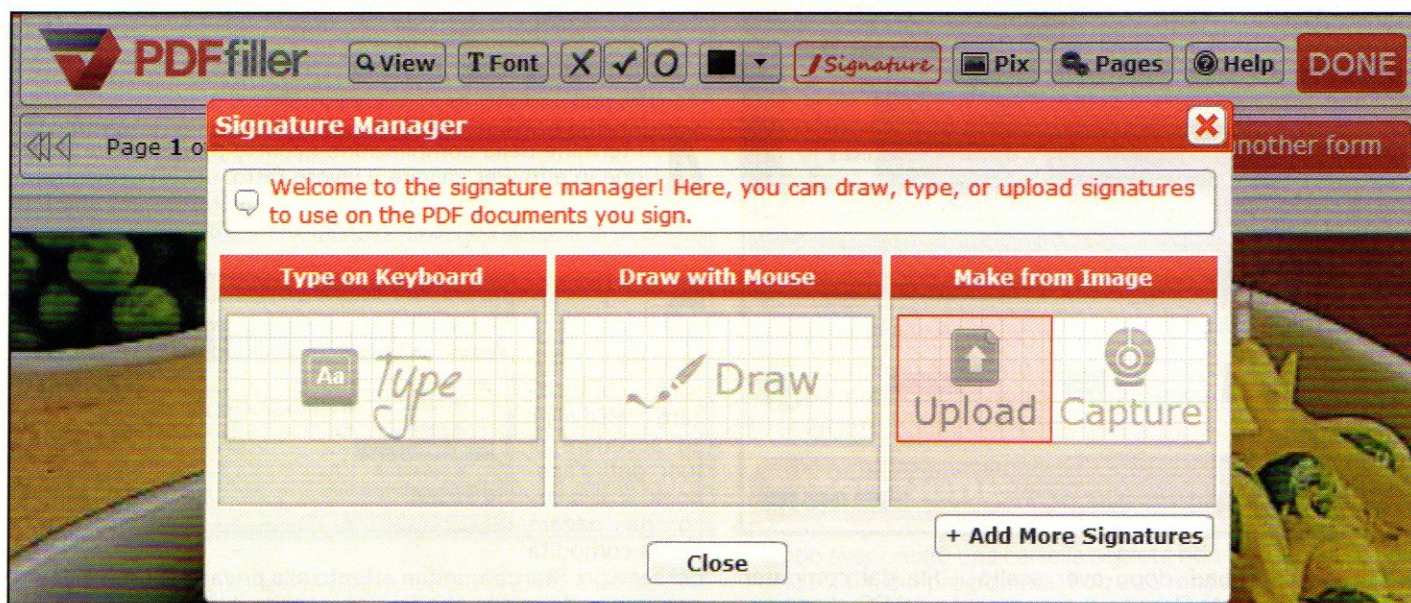 PDFfiller
View
T Font
Signature
Pix
Pages
Help
DONE
Signature Manager
Page 1 o
nother form
Welcome to the signature manager! Here, you can draw, type, or upload signatures
to use on the PDF documents you sign.
Type on Keyboard
Draw with Mouse
Make from Image
Aa Type
Draw
Upload
Capture
+ Add More Signatures
Close